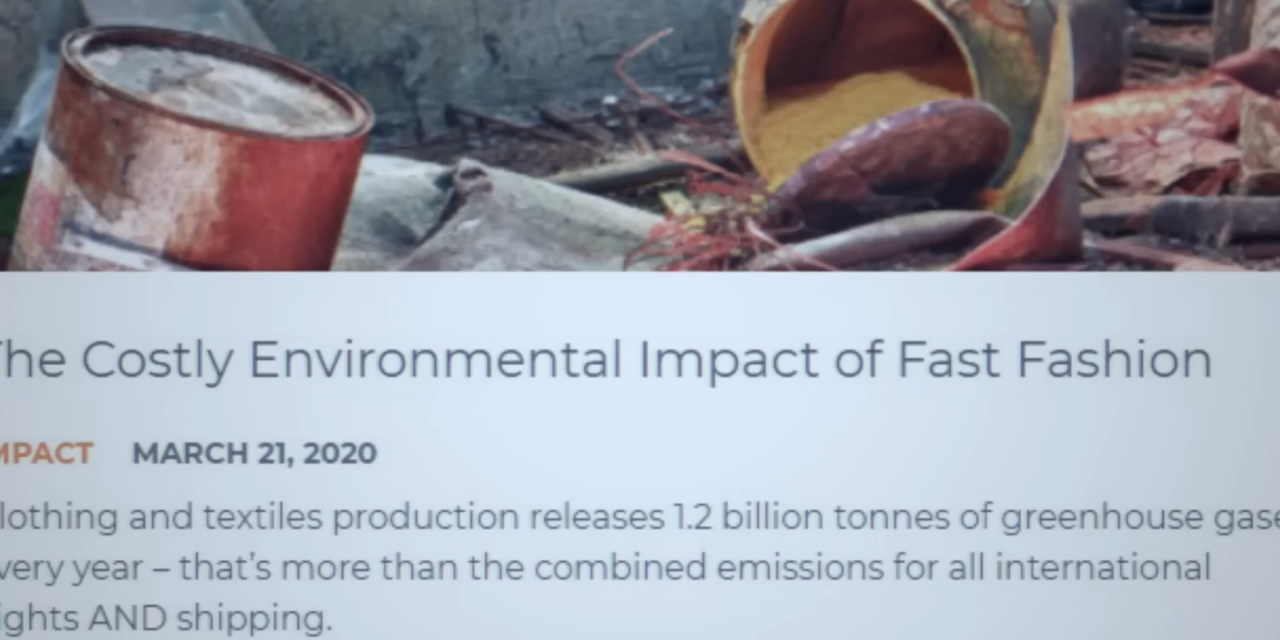 The Costly Environmental Impact of Fast Fashion
MPACT MARCH 21, 2020
lothing and textiles production releases 1.2 billion tonnes of greenhouse gase
very year – that's more than the combined emissions for all international
ights AND shipping.